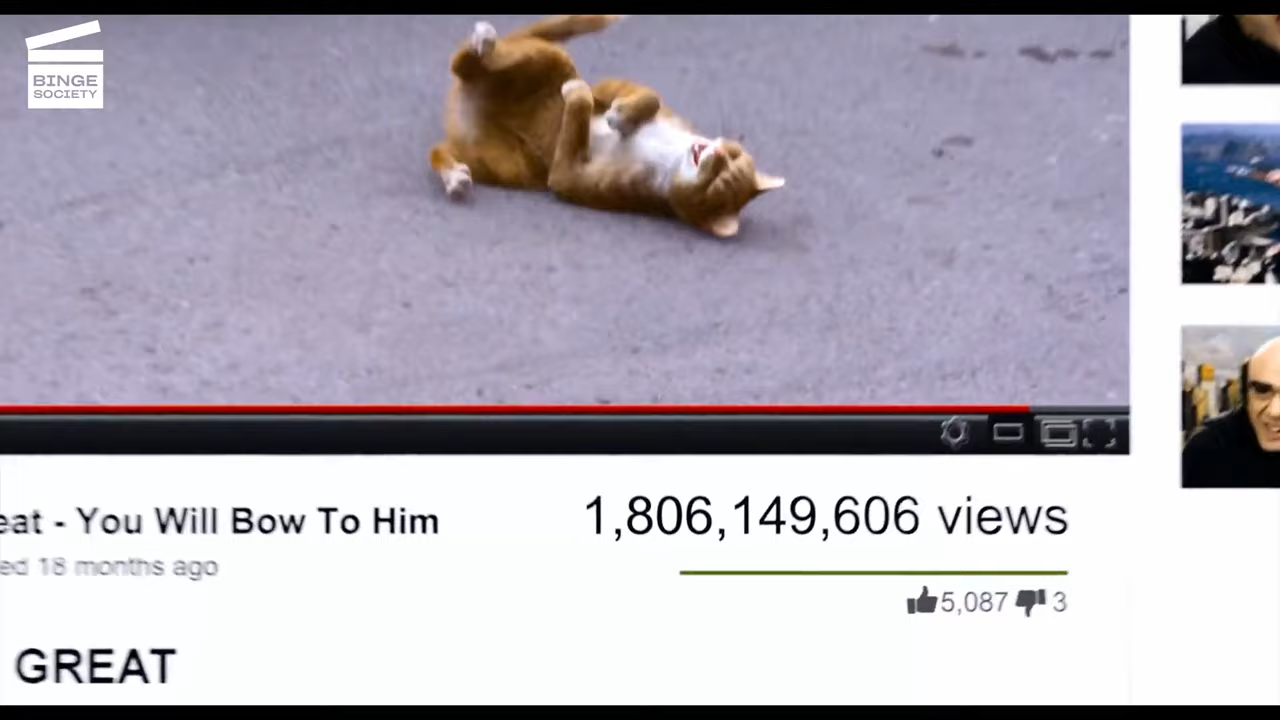 BINGE
SOCIETY
eat - You Will Bow To Him
1,806,149,606 views
ed 18 months ago
5,087 3
GREAT